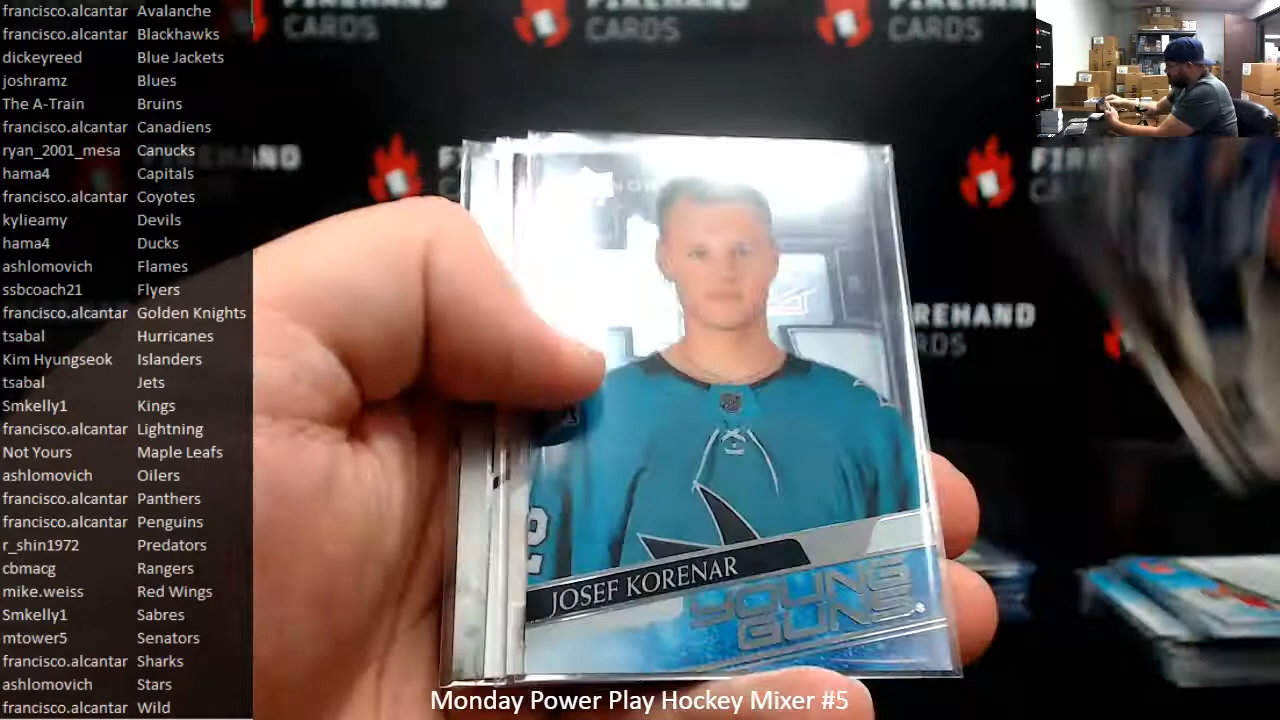 francisco.alcantar Avalanche
francisco.alcantar Blackhawks
dickeyreed Blue Jackets
joshramz Blues
The A-Train Bruins
francisco.alcantar Canadiens
ryan_2001_mesa Canucks
hama4 Capitals
francisco.alcantar Coyotes
kylieamy Devils
hama4 Ducks
ashlomovich Flames
ssbcoach21 Flyers
francisco.alcantar Golden Knights
tsabal Hurricanes
Kim Hyungseok Islanders
tsabal Jets
Smkelly1 Kings
francisco.alcantar Lightning
Not Yours Maple Leafs
ashlomovich Oilers
francisco.alcantar Panthers
francisco.alcantar Penguins
r_shin1972 Predators
cbmacg Rangers
mike.weiss Red Wings
Smkelly1 Sabres
mtower5 Senators
francisco.alcantar Sharks
ashlomovich Stars
francisco.alcantar Wild
FIREHAND CARDS
JOSEF KORENAR
YOUNG
GUNS
Monday Power Play Hockey Mixer #5